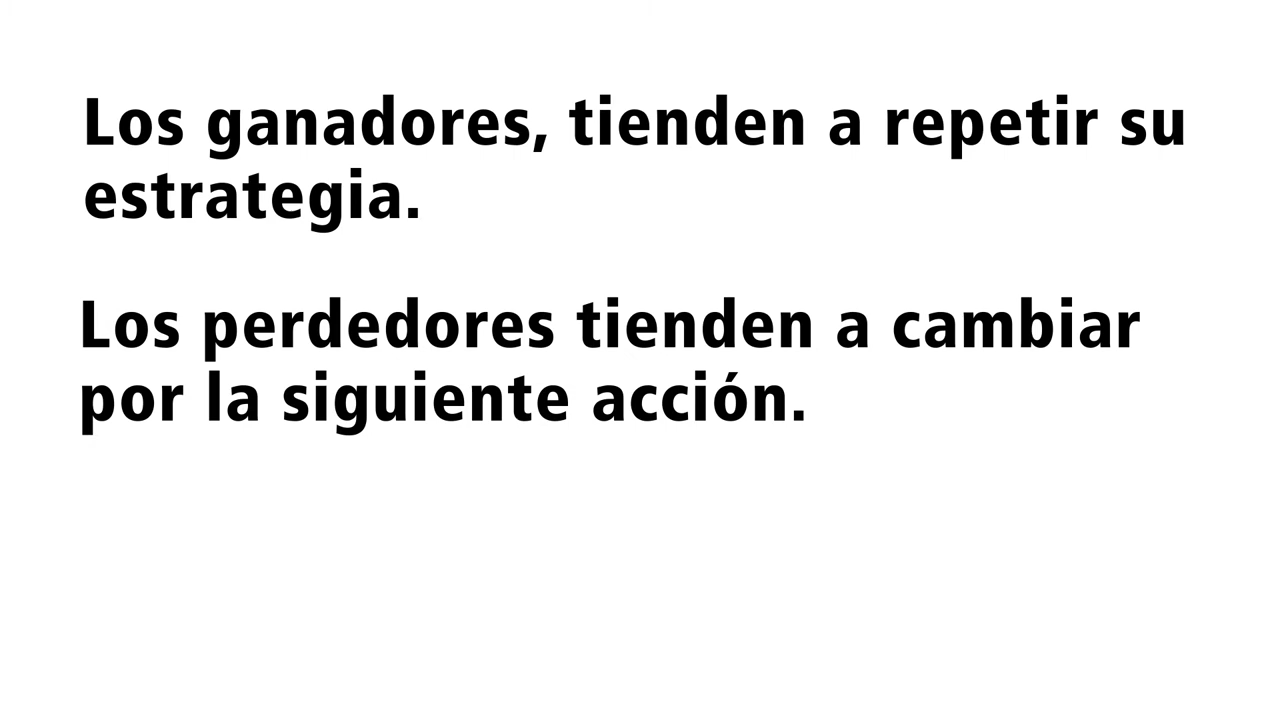 Los ganadores, tienden a repetir su
estrategia.
Los perdedores tienden a cambiar
por la siguiente acción.